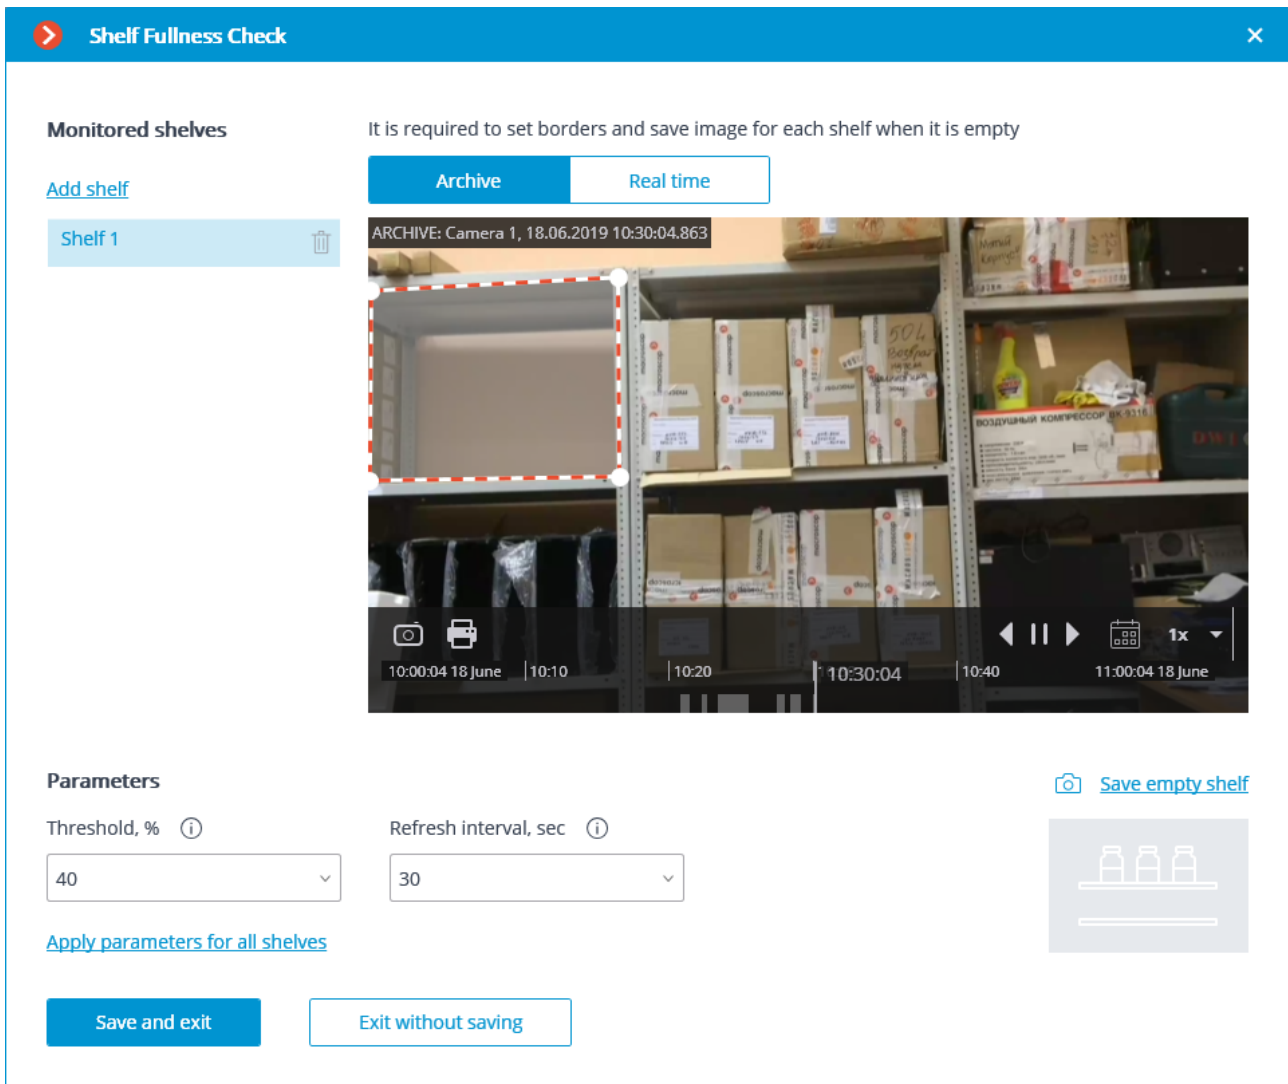 Shelf Fullness Check
Monitored shelves
Add shelf
Shelf 1
It is required to set borders and save image for each shelf when it is empty
Archive
Real time
ARCHIVE: Camera 1, 18.06.2019 10:30:04.863
504
macroscop
ВОЗДУШНЫЙ КОМПРЕССОР ВК-9316
1x
10:00:04 18 June
10:10
10:20
10:30:04
10:40
11:00:04 18 June
Parameters
Save empty shelf
Threshold, %
Refresh interval, sec
40
30
Apply parameters for all shelves
Save and exit
Exit without saving